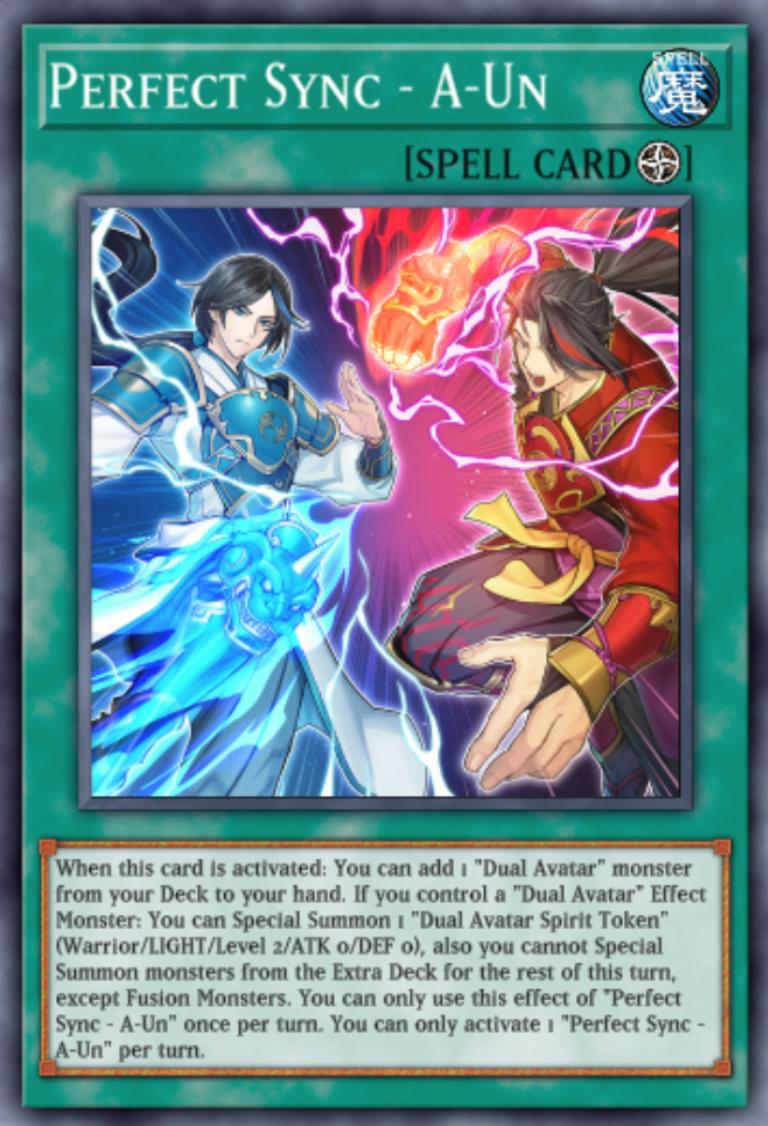 Perfect Sync - A-Un
SPELL
魔
[SPELL CARD]
When this card is activated: You can add 1 "Dual Avatar" monster
from your Deck to your hand. If you control a "Dual Avatar" Effect
Monster: You can Special Summon 1 "Dual Avatar Spirit Token"
(Warrior/LIGHT/Level 2/ATK 0/DEF 0), also you cannot Special
Summon monsters from the Extra Deck for the rest of this turn,
except Fusion Monsters. You can only use this effect of "Perfect
Sync - A-Un" once per turn. You can only activate 1 "Perfect Sync -
A-Un" per turn.